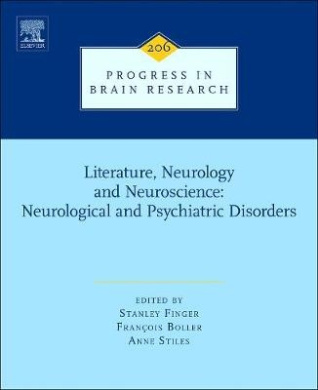 ELSEVIER
206
PROGRESS IN
BRAIN RESEARCH
Literature, Neurology
and Neuroscience:
Neurological and Psychiatric Disorders
EDITED BY
STANLEY FINGER
FRANÇOIS BOLLER
ANNE STILES